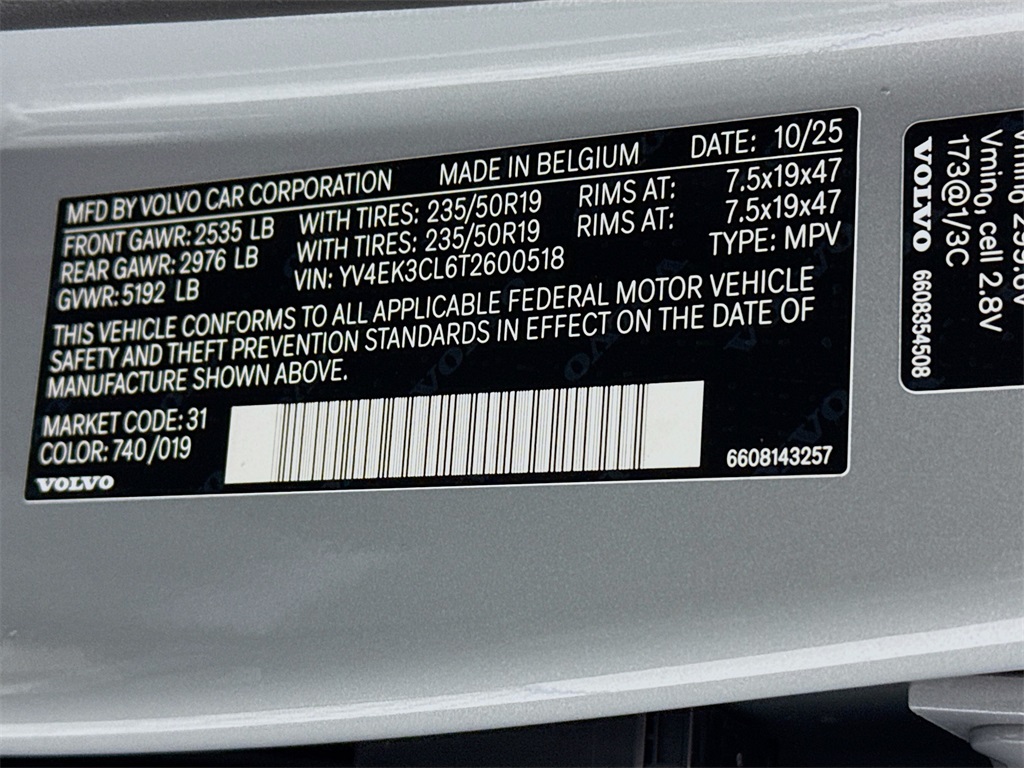 MFD BY VOLVO CAR CORPORATION MADE IN BELGIUM DATE: 10/25
FRONT GAWR: 2535 LB WITH TIRES: 235/50R19 RIMS AT: 7.5x19x47
REAR GAWR: 2976 LB WITH TIRES: 235/50R19 RIMS AT: 7.5x19x47
GVWR: 5192 LB VIN: YV4EK3CL6T2600518 TYPE: MPV
THIS VEHICLE CONFORMS TO ALL APPLICABLE FEDERAL MOTOR VEHICLE
SAFETY AND THEFT PREVENTION STANDARDS IN EFFECT ON THE DATE OF
MANUFACTURE SHOWN ABOVE.
MARKET CODE: 31
COLOR: 740/019
VOLVO
6608143257
Vmino, cell 2.8V
173@1/3C
VOLVO 6608354508